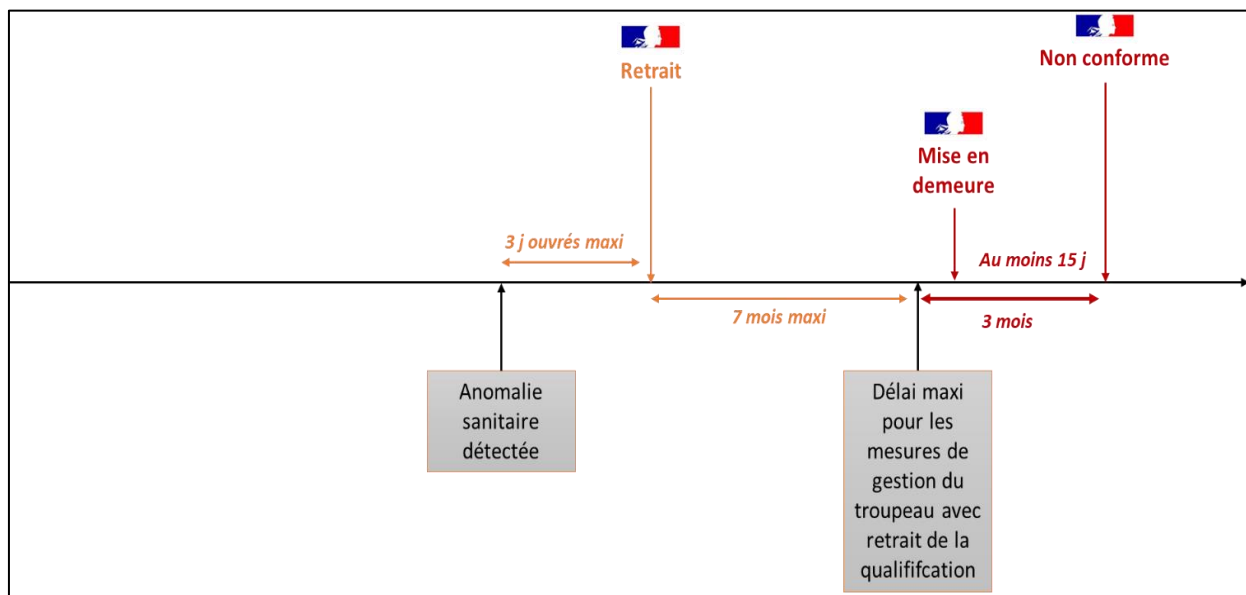 Retrait
Non conforme
Mise en
demeure
3 j ouvrés maxi
Au moins 15 j
7 mois maxi
3 mois
Anomalie
sanitaire
détectée
Délai maxi
pour les
mesures de
gestion du
troupeau avec
retrait de la
qualififcation